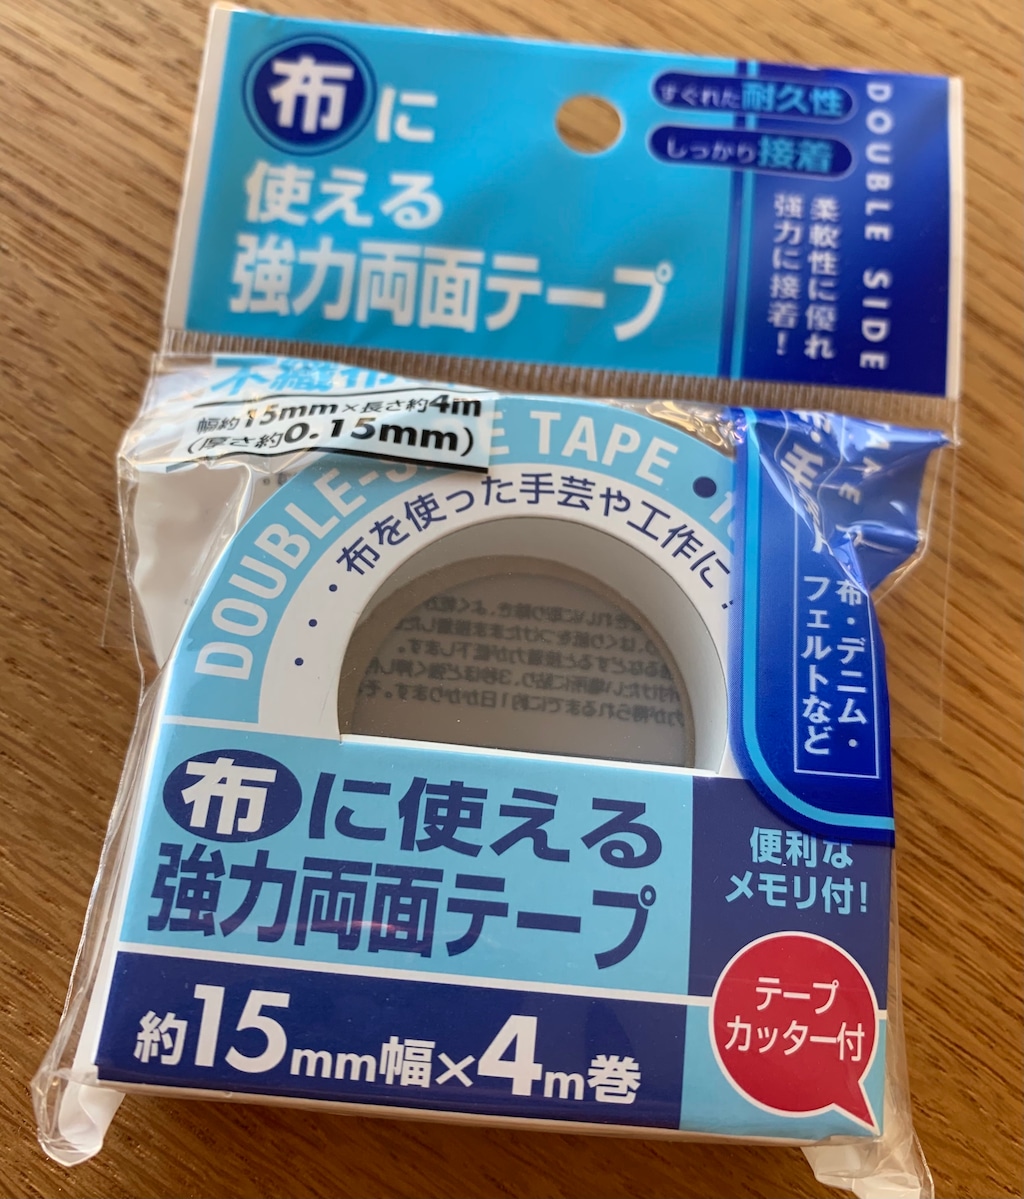 布に
使える
強力両面テープ
すぐれた耐久性
しっかり接着
柔軟性に優れ
強力に接着!
DOUBLE SIDE
不織布
幅約15mm×長さ約4m
(厚さ約0.15mm)
TAPE
布を使った手芸や工作に!
布・デニム・
フェルトなど
布に使える
強力両面テープ
約15mm幅×4m巻
便利な
メモリ付!
テープ
カッター付